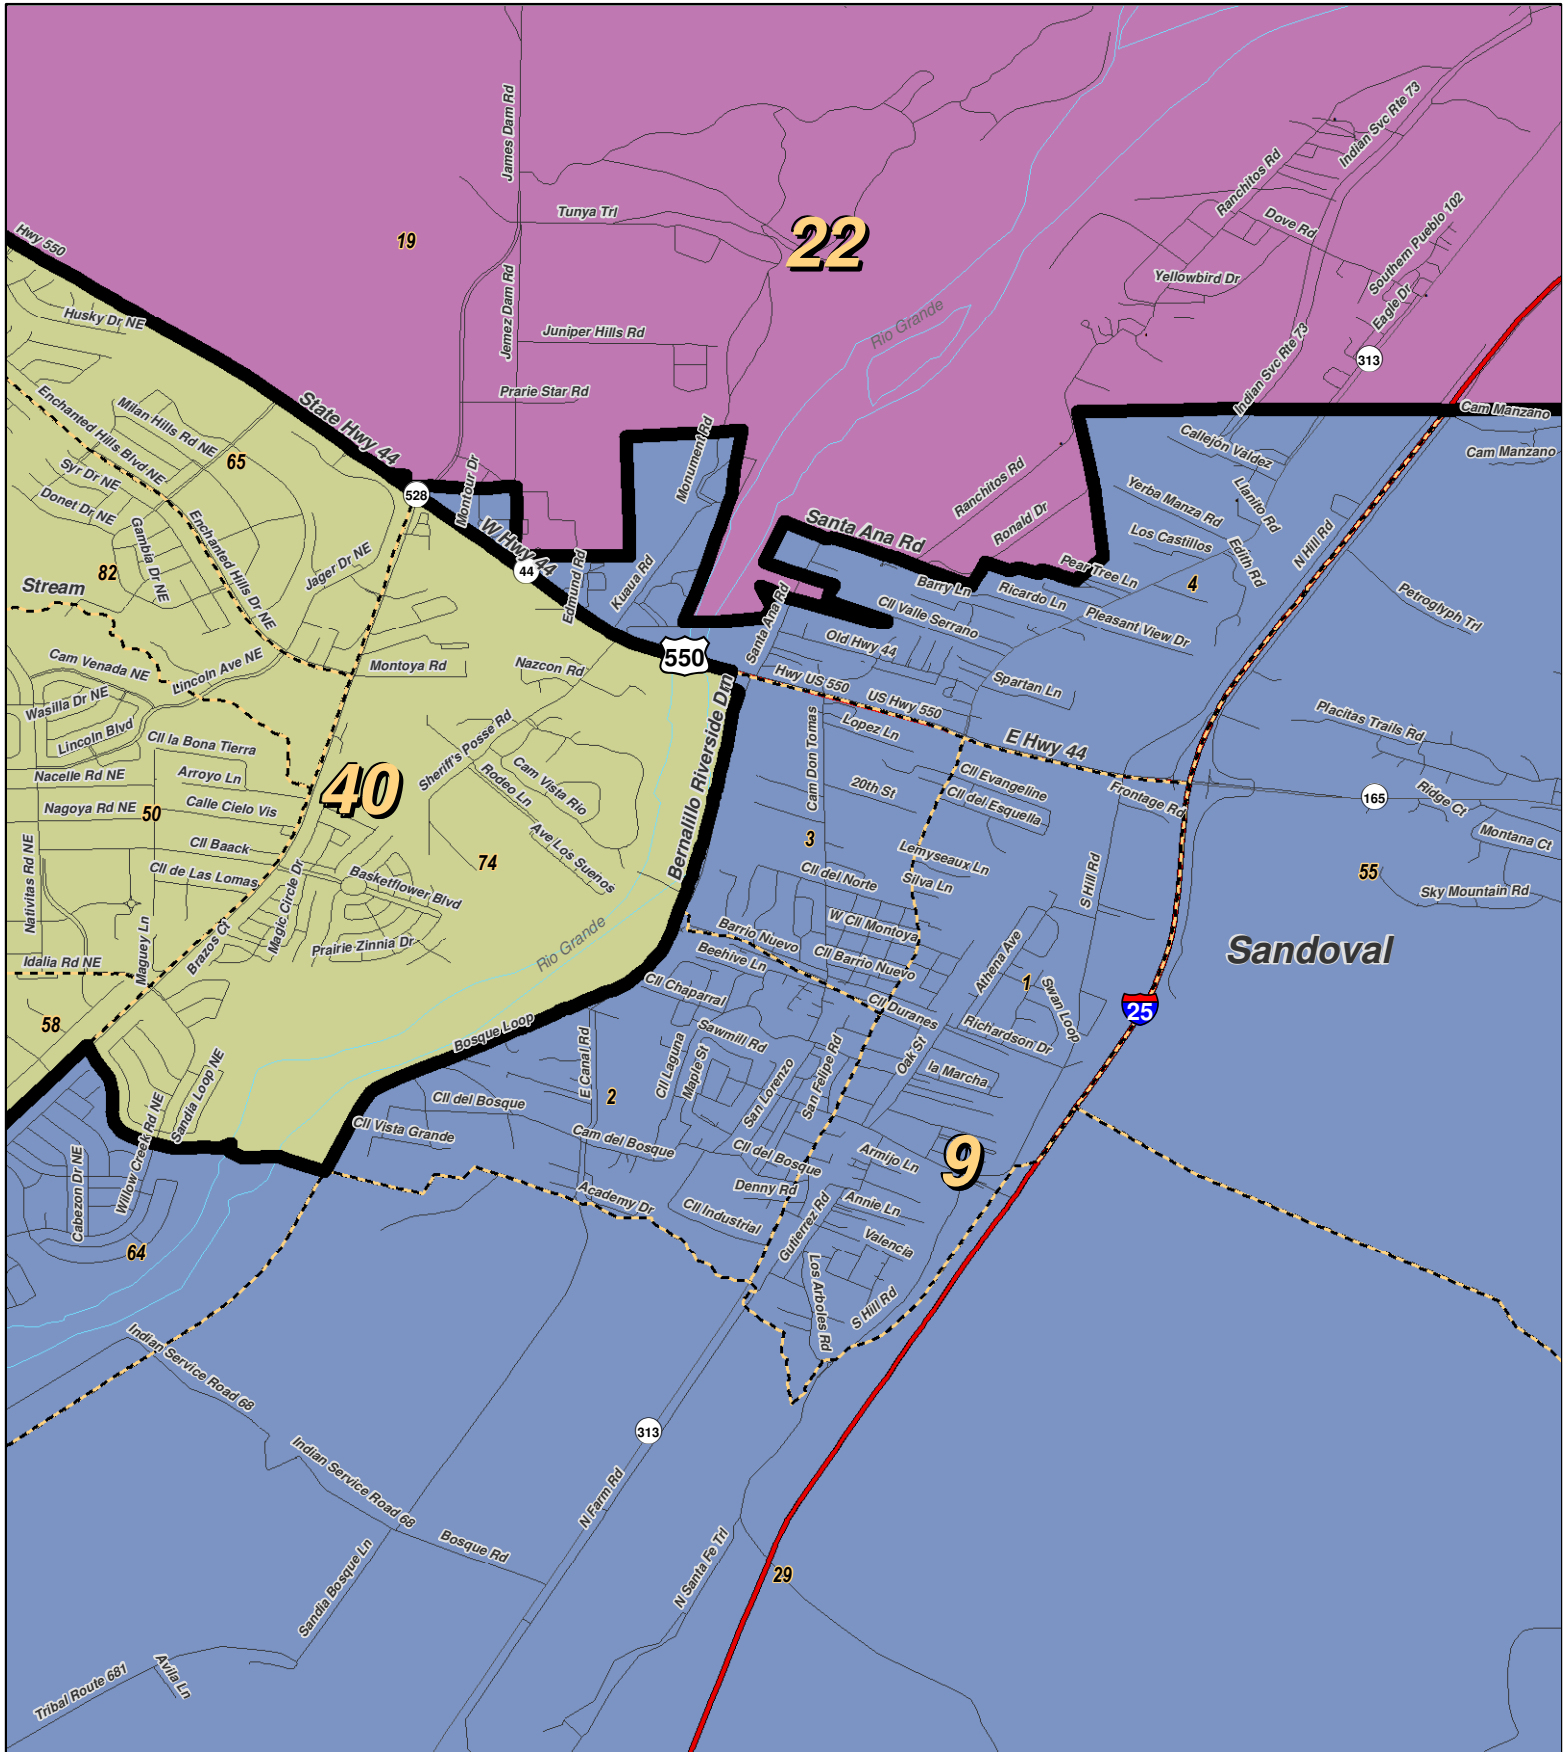 Indian Svc Rte 73
James Dam Rd
Ranchitos Rd
Tunya Trl
Dove Rd
Southern Pueblo 102
19
22
Hwy 550
Yellowbird Dr
Eagle Dr
Jemez Dam Rd
Rio Grande
Husky Dr NE
Juniper Hills Rd
Indian Svc Rte 73
313
Prarie Star Rd
Enchanted Hills Blvd NE
Milan Hills Rd NE
State Hwy 44
Cam Manzano
Monument Rd
Callejón Valdez
Cam Manzano
65
Syr Dr NE
528
Montour Dr
Ranchitos Rd
Yerba Manza Rd
Llanito Rd
Donet Dr NE
Gambia Dr NE
Enchanted Hills Dr NE
W Hwy 44
Santa Ana Rd
Ronald Dr
Los Castillos
N Hill Rd
Edith Rd
Jager Dr NE
44
Edmund Rd
Kuaua Rd
Pear Tree Ln
82
Stream
Barry Ln
Ricardo Ln
4
Petroglyph Trl
Cll Valle Serrano
Pleasant View Dr
Santa Ana Rd
Old Hwy 44
Cam Venada NE
Lincoln Ave NE
Montoya Rd
Nazcon Rd
550
Hwy US 550
Spartan Ln
Wasilla Dr NE
US Hwy 550
Lincoln Blvd
Cll la Bona Tierra
Sheriff's Posse Rd
Bernalillo Riverside Drn
Cam Don Tomas
Lopez Ln
E Hwy 44
Placitas Trails Rd
Nacelle Rd NE
Arroyo Ln
40
Rodeo Ln
Cam Vista Rio
20th St
Cll Evangeline
Cll del Esquella
Frontage Rd
165
Ridge Ct
Nagoya Rd NE
50
Calle Cielo Vis
Montana Ct
Nativitas Rd NE
Cll Baack
Ave Los Suenos
3
Lemyseaux Ln
74
Cll de Las Lomas
Magic Circle Dr
Basketflower Blvd
Cll del Norte
Silva Ln
S Hill Rd
55
Sky Mountain Rd
Maguey Ln
Brazos Ct
Prairie Zinnia Dr
Rio Grande
Barrio Nuevo
W Cll Montoya
Sandoval
Idalia Rd NE
Beehive Ln
Cll Barrio Nuevo
Athena Ave
Cll Chaparral
1
Swan Loop
25
58
Bosque Loop
Cll Duranes
Richardson Dr
Sawmill Rd
E Canal Rd
Cll Laguna
Maple St
San Lorenzo
San Felipe Rd
Oak St
la Marcha
Sandia Loop NE
Cll del Bosque
2
Willow Creek Rd NE
Cll Vista Grande
Cam del Bosque
Cll del Bosque
Armijo Ln
9
Cabezon Dr NE
Academy Dr
Denny Rd
Annie Ln
Cll Industrial
Gutierrez Rd
Valencia
64
Los Arboles Rd
S Hill Rd
Indian Service Road 68
313
Indian Service Road 68
N Farm Rd
Bosque Rd
Sandia Bosque Ln
N Santa Fe Trl
29
Tribal Route 681
Avila Ln